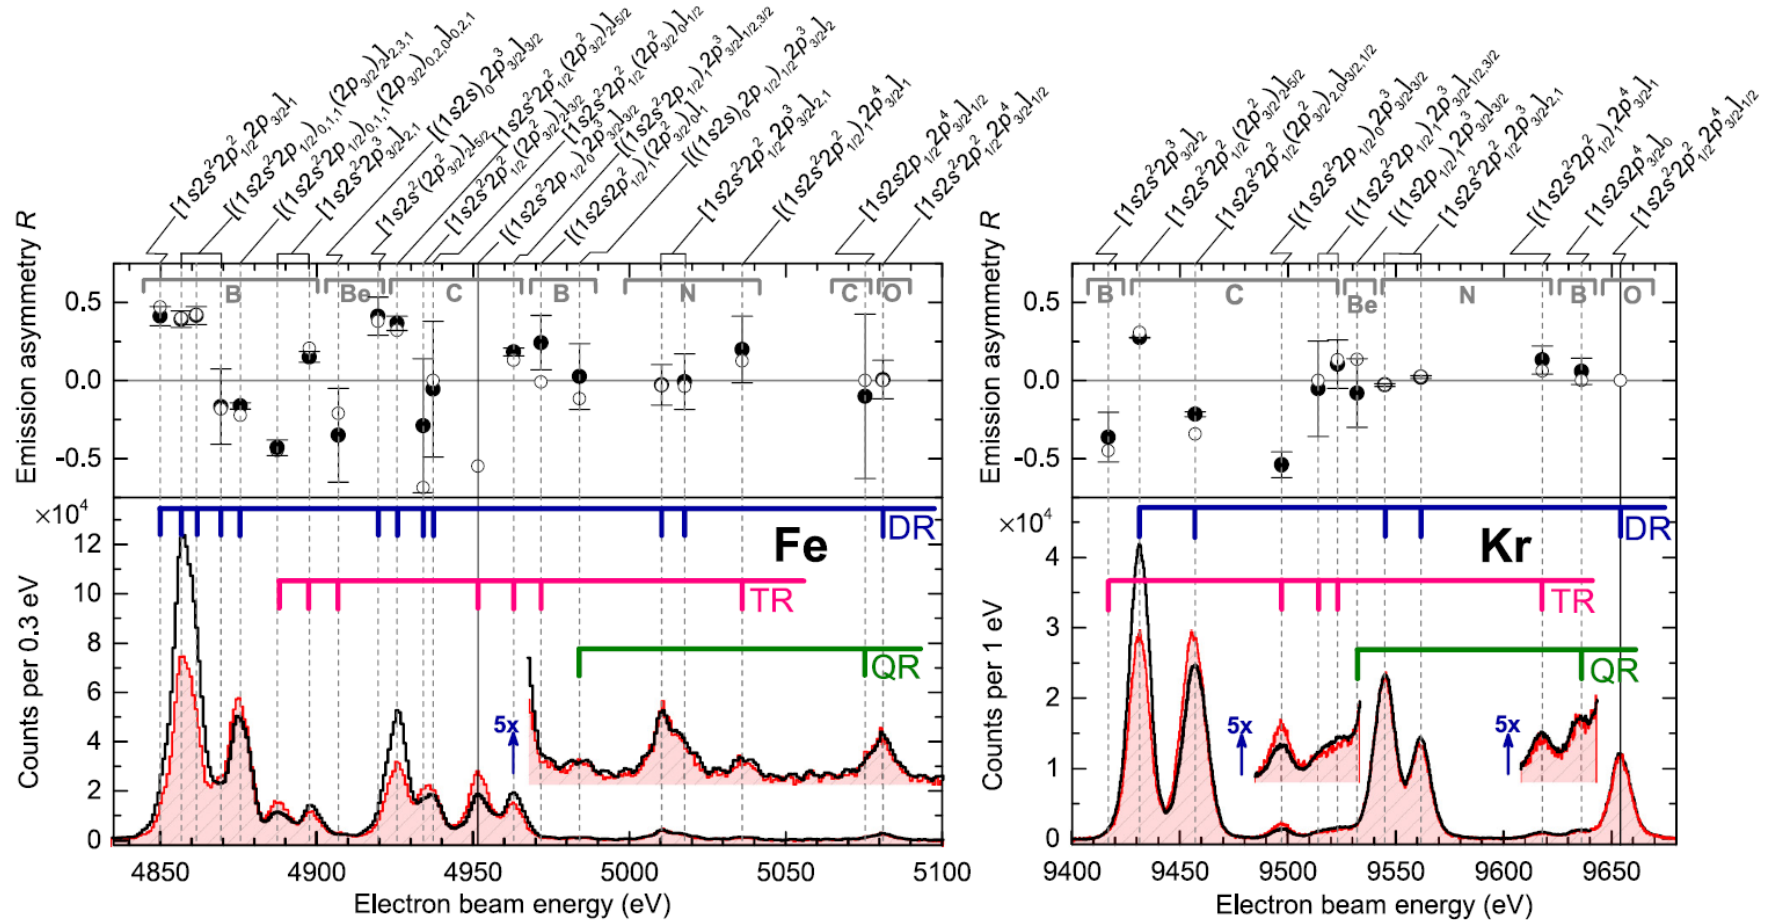 [1s2s²2p²₁/₂2p₃/₂]₁
[(1s2s²2p₁/₂)₀,₁,₁(2p²₃/₂)₂]₂,₃,₁
[(1s2s²2p₁/₂)₀,₁,₁(2p²₃/₂)₀,₂,₀]₀,₂,₁
[1s2s²2p³₃/₂]₂,₁
[(1s2s)₀2p³₃/₂]₃/₂
[1s2s²(2p²₃/₂)₂]₅/₂
[1s2s²2p²₁/₂(2p²₃/₂)₂]₅/₂
[1s2s²2p²₁/₂(2p²₃/₂)₂]₃/₂
[1s2s²2p²₁/₂(2p²₃/₂)₀]₁/₂
[(1s2s²2p₁/₂)₀2p³₃/₂]₃/₂
[(1s2s²2p₁/₂)₁2p³₃/₂]₁/₂,₃/₂
[(1s2s2p²₁/₂)₁(2p²₃/₂)₀]₁
[((1s2s)₀2p₁/₂)₁/₂2p³₃/₂]₂
[1s2s²2p²₁/₂2p³₃/₂]₂,₁
[(1s2s²2p₁/₂)₁2p⁴₃/₂]₁
[1s2s2p₁/₂2p⁴₃/₂]₁/₂
[1s2s²2p²₁/₂2p⁴₃/₂]₁/₂
Emission asymmetry R
0.5
0.0
-0.5
B Be C B N C O
×10⁴
12
10
8
6
4
2
0
Counts per 0.3 eV
DR
Fe
TR
QR
5x
4850 4900 4950 5000 5050 5100
Electron beam energy (eV)
[1s2s²2p³₃/₂]₂
[1s2s²2p²₁/₂(2p²₃/₂)₂]₅/₂
[1s2s²2p²₁/₂(2p²₃/₂)₂,₀]₃/₂,₁/₂
[(1s2s²2p₁/₂)₀2p³₃/₂]₃/₂
[(1s2s²2p₁/₂)₁2p³₃/₂]₁/₂,₃/₂
[(1s2p₁/₂)₁2p³₃/₂]₃/₂
[1s2s²2p²₁/₂2p³₃/₂]₂,₁
[(1s2s²2p₁/₂)₁2p⁴₃/₂]₁
[1s2s2p⁴₃/₂]₀
[1s2s²2p²₁/₂2p⁴₃/₂]₁/₂
Emission asymmetry R
0.5
0.0
-0.5
B C Be N B O
×10⁴
4
3
2
1
0
Counts per 1 eV
DR
Kr
TR
QR
5x
5x
9400 9450 9500 9550 9600 9650
Electron beam energy (eV)